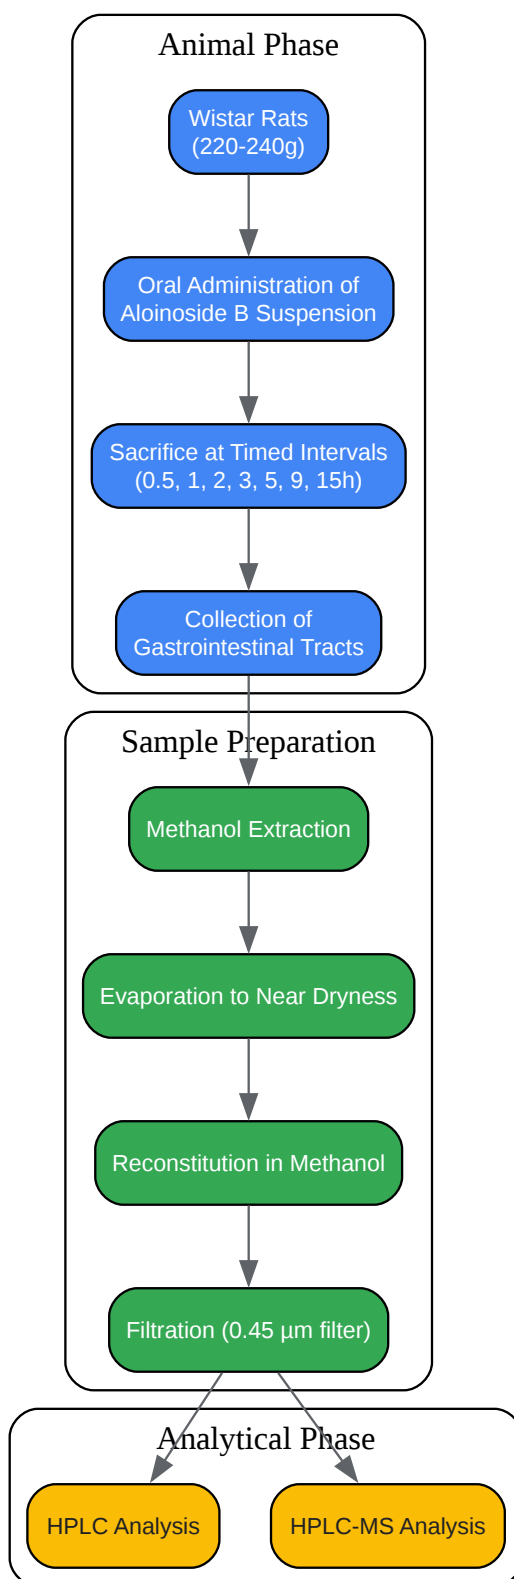 Animal Phase
Wistar Rats
(220-240g)
Oral Administration of
Aloinoside B Suspension
Sacrifice at Timed Intervals
(0.5, 1, 2, 3, 5, 9, 15h)
Collection of
Gastrointestinal Tracts
Sample Preparation
Methanol Extraction
Evaporation to Near Dryness
Reconstitution in Methanol
Filtration (0.45 µm filter)
Analytical Phase
HPLC Analysis
HPLC-MS Analysis